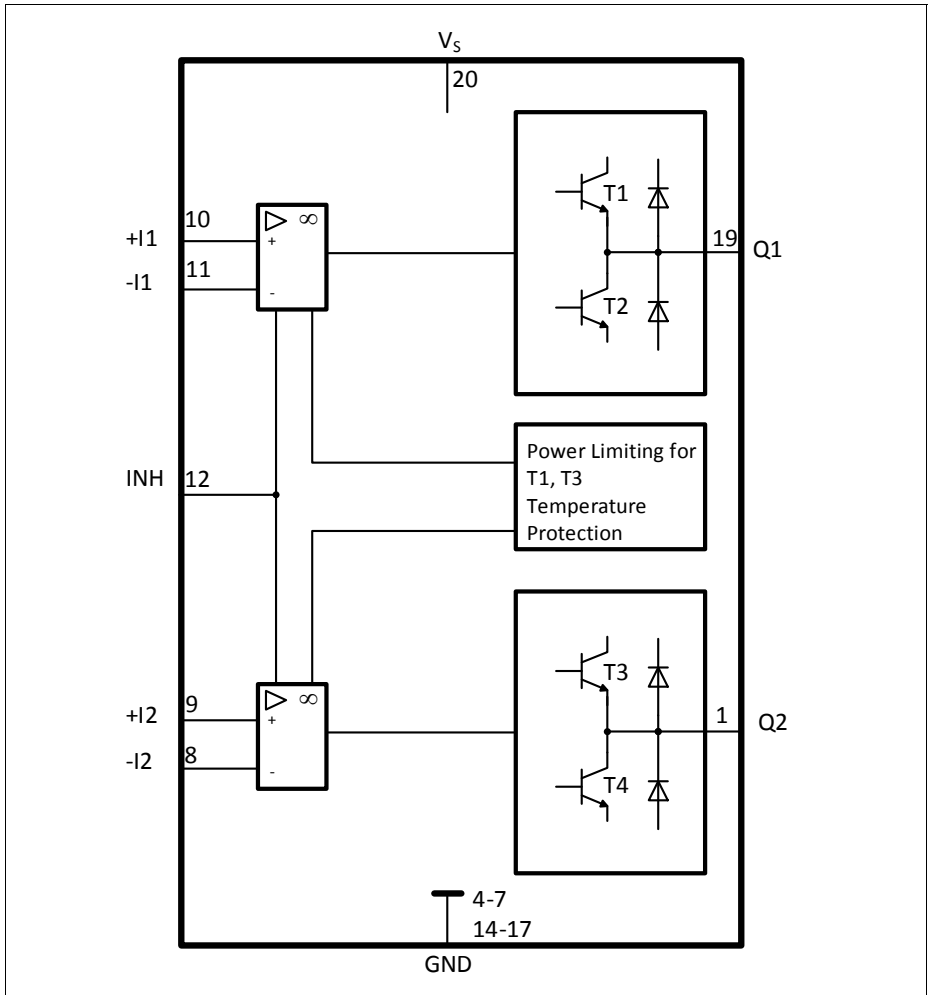 VS
20
10
+I1
11
-I1
▷ ∞
+
-
T1
T2
19
Q1
INH
12
Power Limiting for
T1, T3
Temperature
Protection
9
+I2
8
-I2
▷ ∞
+
-
T3
T4
1
Q2
4-7
14-17
GND